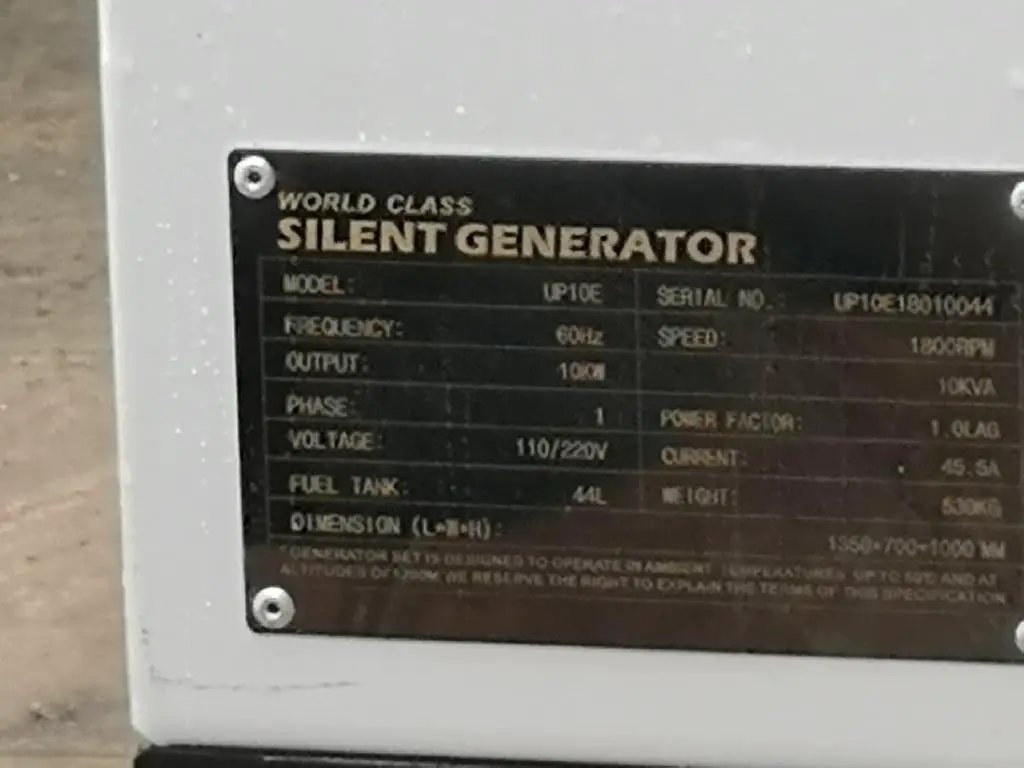 WORLD CLASS
SILENT GENERATOR
MODEL: UP10E SERIAL NO.: UP10E18010044
FREQUENCY: 60Hz SPEED: 1800RPM
OUTPUT: 10KW 10KVA
PHASE: 1 POWER FACTOR: 1.0LAG
VOLTAGE: 110/220V CURRENT: 45.5A
FUEL TANK: 44L WEIGHT: 530KG
DIMENSION (L*W*H): 1350*700*1000 MM
* GENERATOR SET IS DESIGNED TO OPERATE IN AMBIENT TEMPERATURES UP TO AND AT
ALTITUDES OF WE RESERVE THE RIGHT TO EXPLAIN THE TERMS OF THIS SPECIFICATION